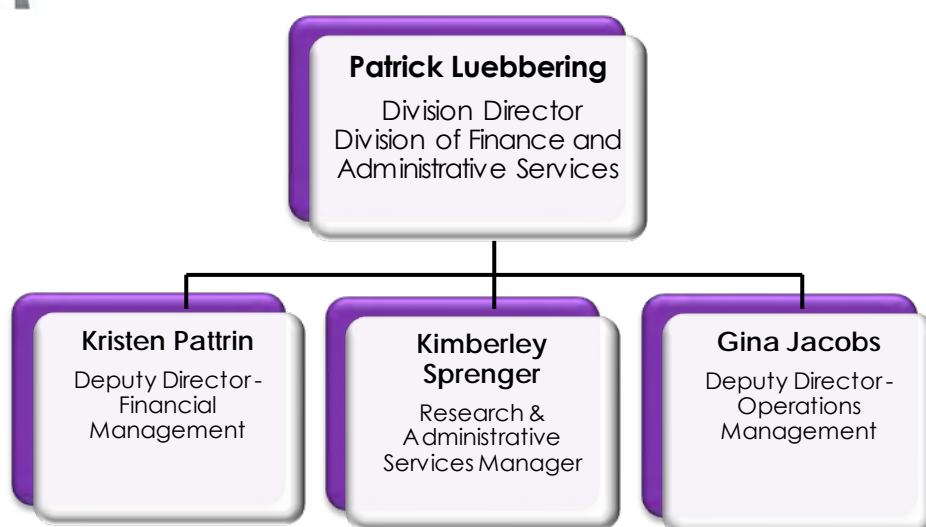 Patrick Luebbering
Division Director
Division of Finance and
Administrative Services
Kristen Pattrin
Deputy Director-
Financial
Management
Kimberley
Sprenger
Research &
Administrative
Services Manager
Gina Jacobs
Deputy Director-
Operations
Management